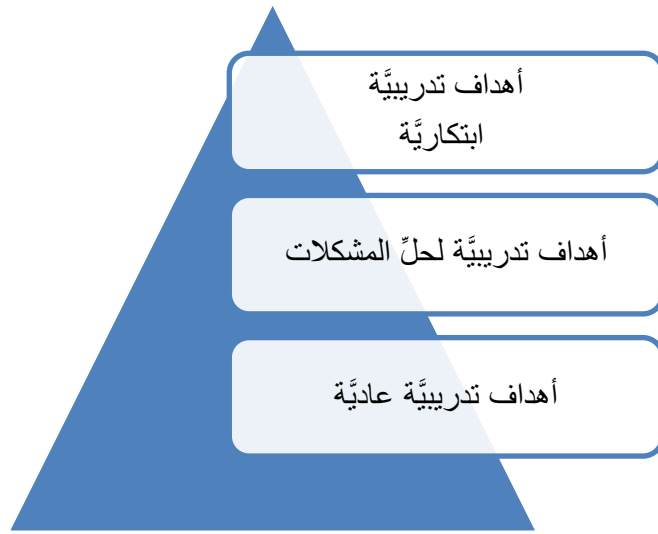 أهداف تدريبيَّة
ابتكاريَّة
أهداف تدريبيَّة لحلِّ المشكلات
أهداف تدريبيَّة عاديَّة